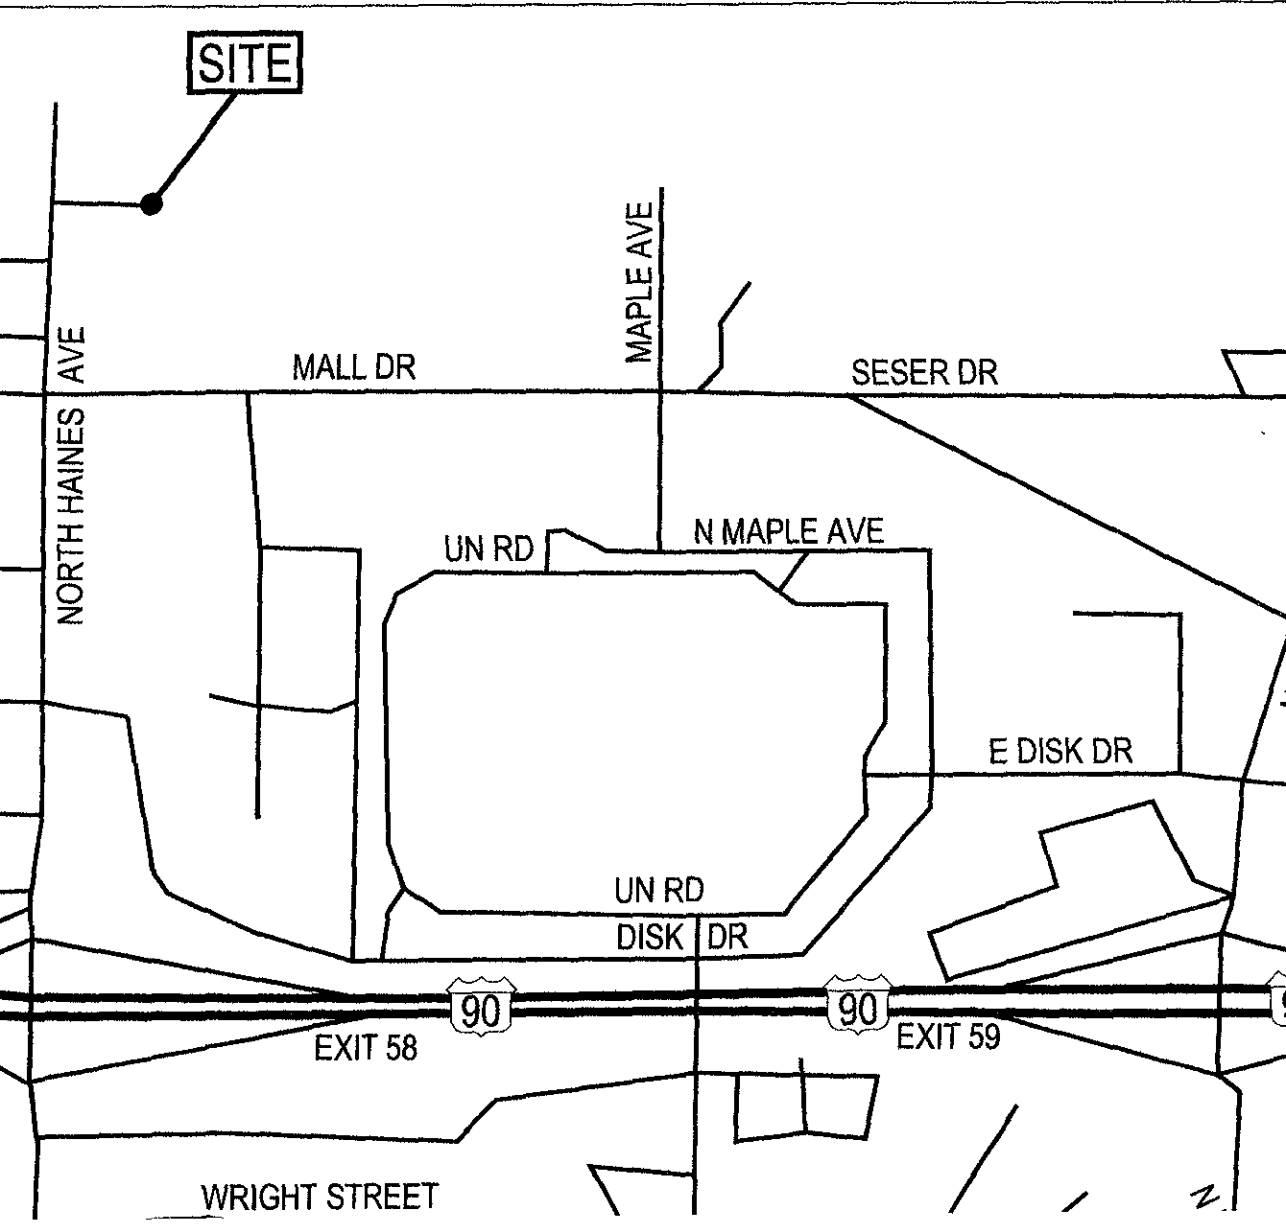 SITE
MAPLE AVE
MALL DR
SESER DR
NORTH HAINES AVE
UN RD
N MAPLE AVE
E DISK DR
UN RD
DISK DR
90
90
EXIT 58
EXIT 59
WRIGHT STREET
N